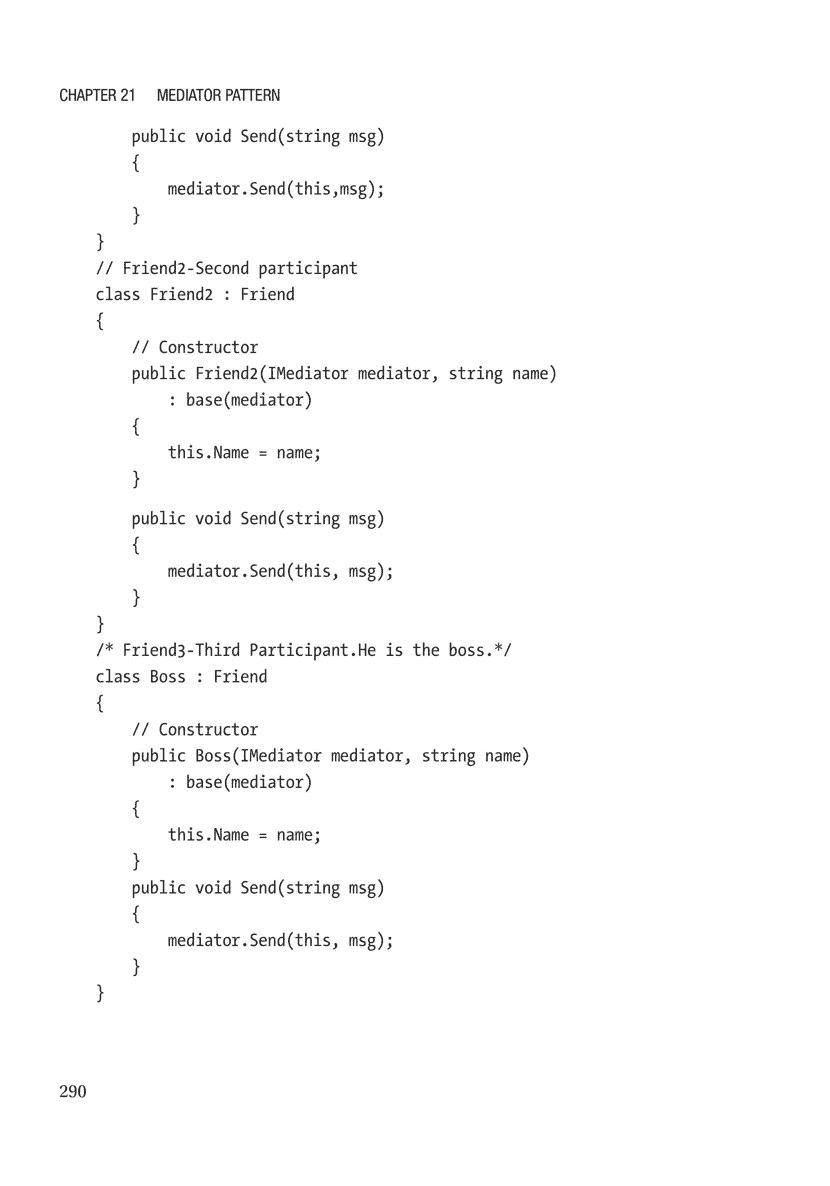 CHAPTER 21 MEDIATOR PATTERN
        public void Send(string msg)
        {
            mediator.Send(this,msg);
        }
    }
    // Friend2-Second participant
    class Friend2 : Friend
    {
        // Constructor
        public Friend2(IMediator mediator, string name)
            : base(mediator)
        {
            this.Name = name;
        }
        public void Send(string msg)
        {
            mediator.Send(this, msg);
        }
    }
    /* Friend3-Third Participant.He is the boss.*/
    class Boss : Friend
    {
        // Constructor
        public Boss(IMediator mediator, string name)
            : base(mediator)
        {
            this.Name = name;
        }
        public void Send(string msg)
        {
            mediator.Send(this, msg);
        }
    }
290